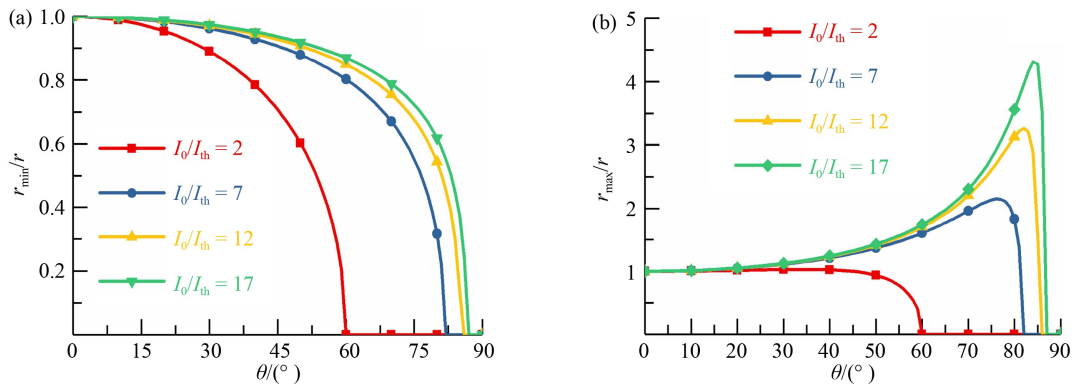 (a)
1.0
0.8
0.6
0.4
0.2
r_min/r
I_0/I_th = 2
I_0/I_th = 7
I_0/I_th = 12
I_0/I_th = 17
0 15 30 45 60 75 90
θ/(°)
(b)
5
4
3
2
1
r_max/r
I_0/I_th = 2
I_0/I_th = 7
I_0/I_th = 12
I_0/I_th = 17
0 10 20 30 40 50 60 70 80 90
θ/(°)